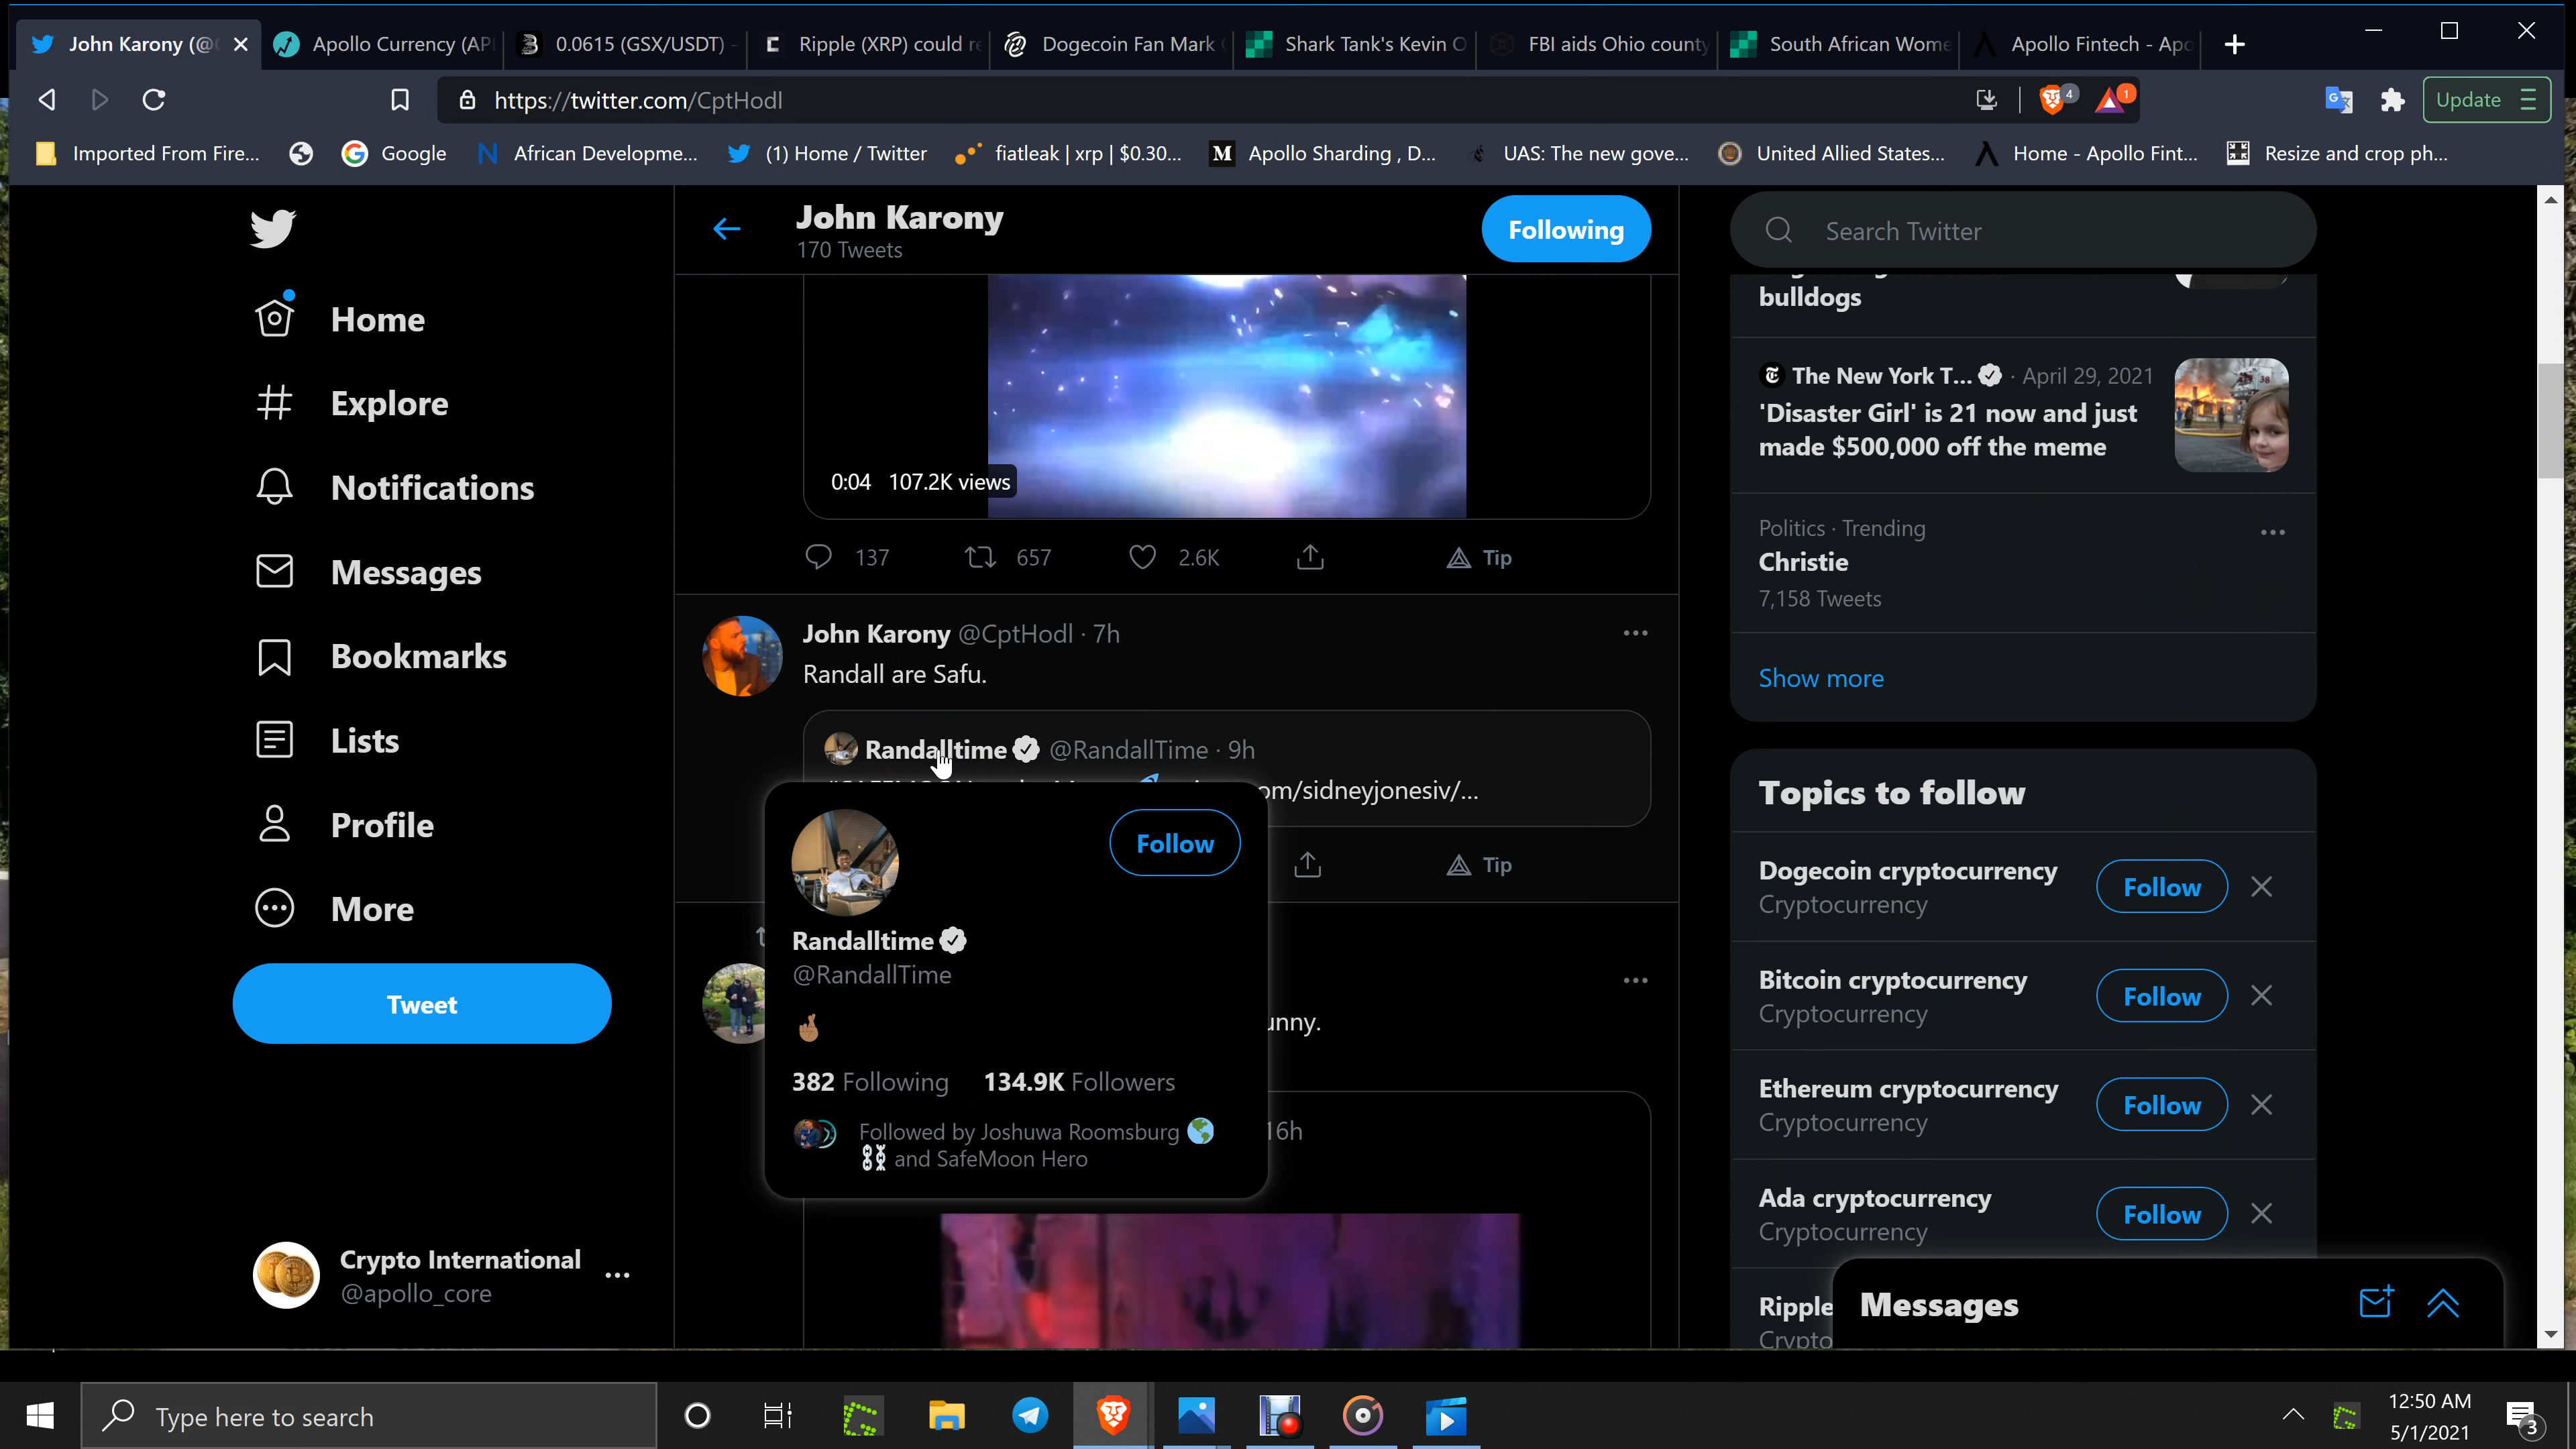 John Karony (@
Apollo Currency (APL
0.0615 (GSX/USDT) -
Ripple (XRP) could re
Dogecoin Fan Mark
Shark Tank's Kevin O
FBI aids Ohio county
South African Wome
Apollo Fintech - Apo
https://twitter.com/CptHodl
4
1
Update
Imported From Fire...
Google
African Developme...
(1) Home / Twitter
fiatleak | xrp | $0.30...
Apollo Sharding , D...
UAS: The new gove...
United Allied States...
Home - Apollo Fint...
Resize and crop ph...
Home
Explore
Notifications
Messages
Bookmarks
Lists
Profile
More
Tweet
Crypto International
@apollo_core
John Karony
170 Tweets
Following
0:04 107.2K views
137 657 2.6K Tip
John Karony @CptHodl · 7h
Randall are Safu.
Randalltime @RandallTime · 9h
om/sidneyjonesiv/...
Tip
Follow
Randalltime
@RandallTime
🤞🏽
382 Following 134.9K Followers
Followed by Joshuwa Roomsburg 🌎
⛓ and SafeMoon Hero
unny.
16h
Search Twitter
bulldogs
The New York T... · April 29, 2021
'Disaster Girl' is 21 now and just
made $500,000 off the meme
Politics · Trending
Christie
7,158 Tweets
Show more
Topics to follow
Dogecoin cryptocurrency
Cryptocurrency
Follow
Bitcoin cryptocurrency
Cryptocurrency
Follow
Ethereum cryptocurrency
Cryptocurrency
Follow
Ada cryptocurrency
Cryptocurrency
Follow
Ripple
Crypto
Messages
Type here to search
12:50 AM
5/1/2021
3